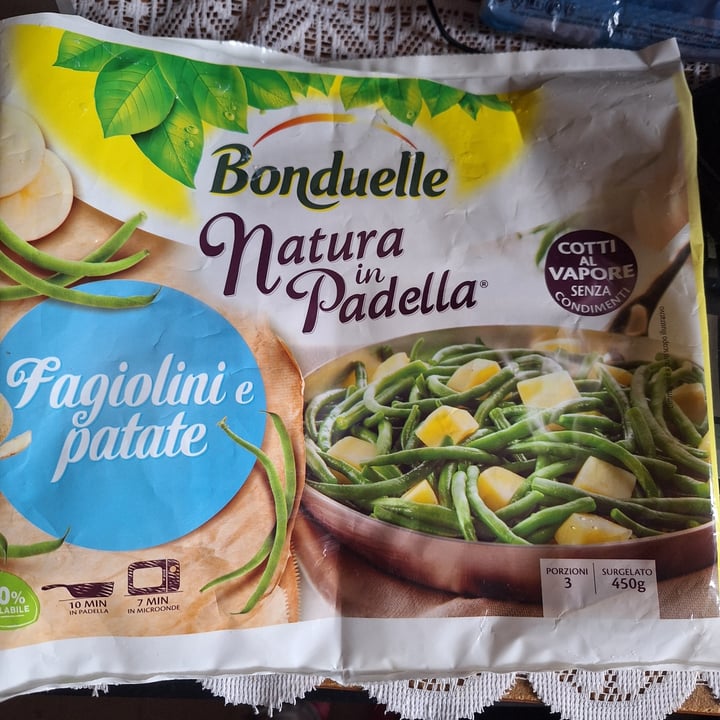 Bonduelle
Natura
in
Padella®
COTTI
AL
VAPORE
SENZA
CONDIMENTI
Fagiolini e
patate
10 MIN
IN PADELLA
7 MIN
IN MICROONDE
PORZIONI
3
SURGELATO
450g
0%